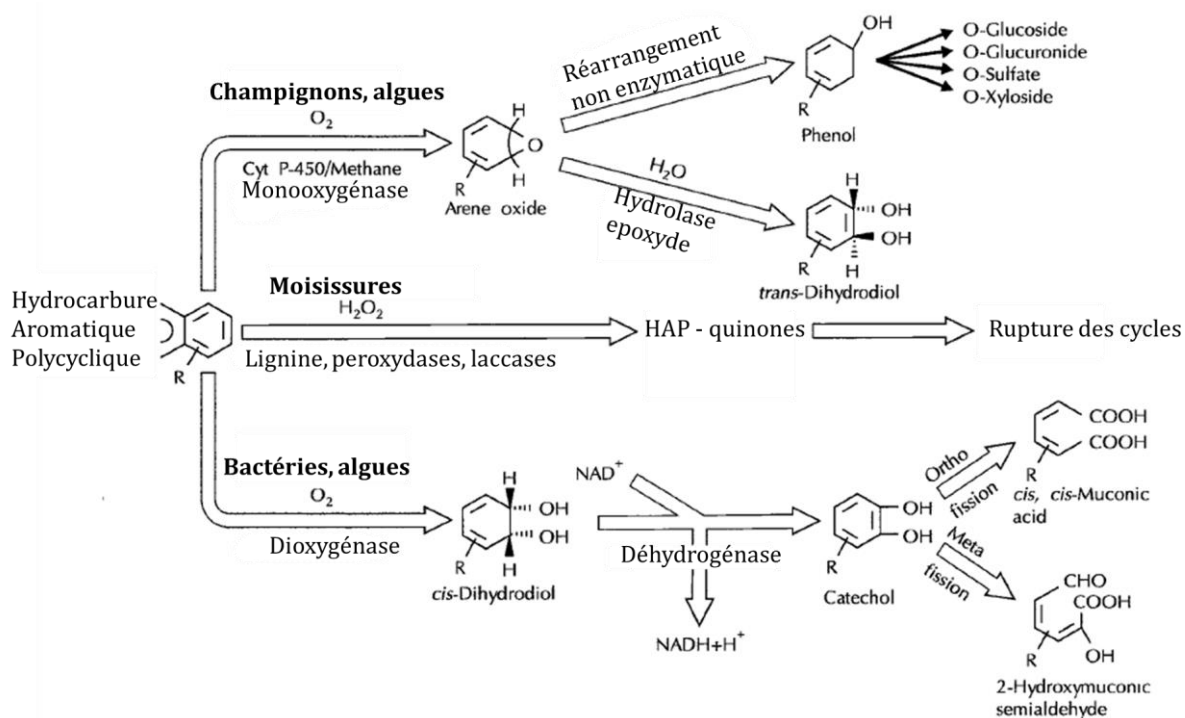 Champignons, algues
O₂
Cyt P-450/Methane
Monooxygénase
H
O
H
R
Arene oxide
Réarrangement
non enzymatique
OH
R
Phenol
O-Glucoside
O-Glucuronide
O-Sulfate
O-Xyloside
H₂O
Hydrolase
epoxyde
H
OH
OH
R
H
trans-Dihydrodiol
Hydrocarbure
Aromatique
Polycyclique
R
Moisissures
H₂O₂
Lignine, peroxydases, laccases
HAP - quinones
Rupture des cycles
Bactéries, algues
O₂
Dioxygénase
H
OH
OH
R
H
cis-Dihydrodiol
NAD⁺
Déhydrogénase
NADH+H⁺
OH
OH
R
Catechol
Ortho
fission
COOH
COOH
R
cis, cis-Muconic
acid
Meta
fission
CHO
COOH
R
OH
2-Hydroxymuconic
semialdehyde